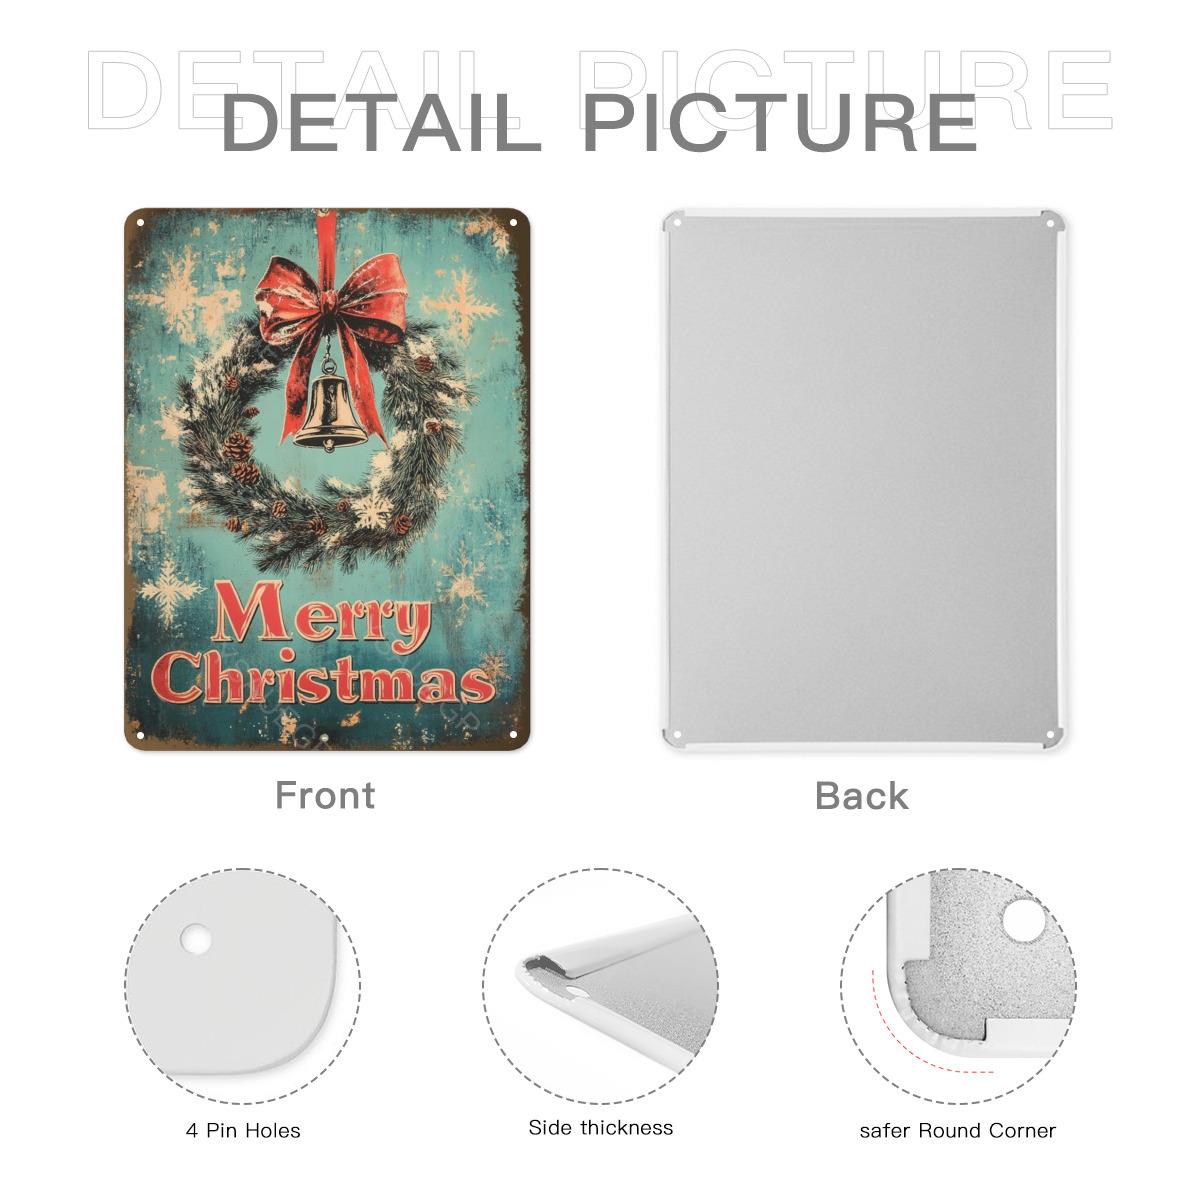 DETAIL PICTURE
DETAIL PICTURE
Merry
Christmas
Front
Back
4 Pin Holes
Side thickness
safer Round Corner